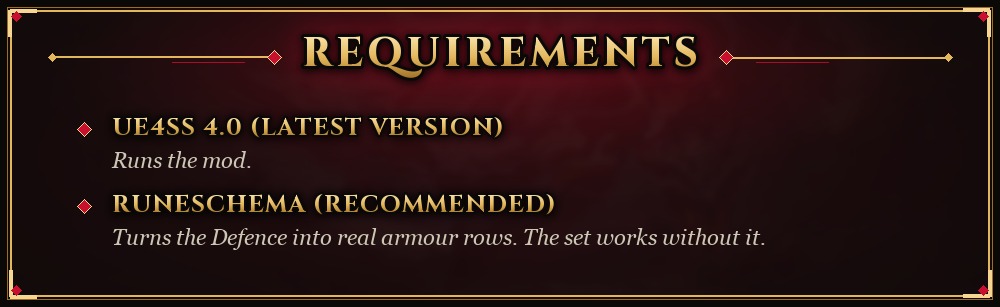 REQUIREMENTS
UE4SS 4.0 (LATEST VERSION)
Runs the mod.
RUNESCHEMA (RECOMMENDED)
Turns the Defence into real armour rows. The set works without it.